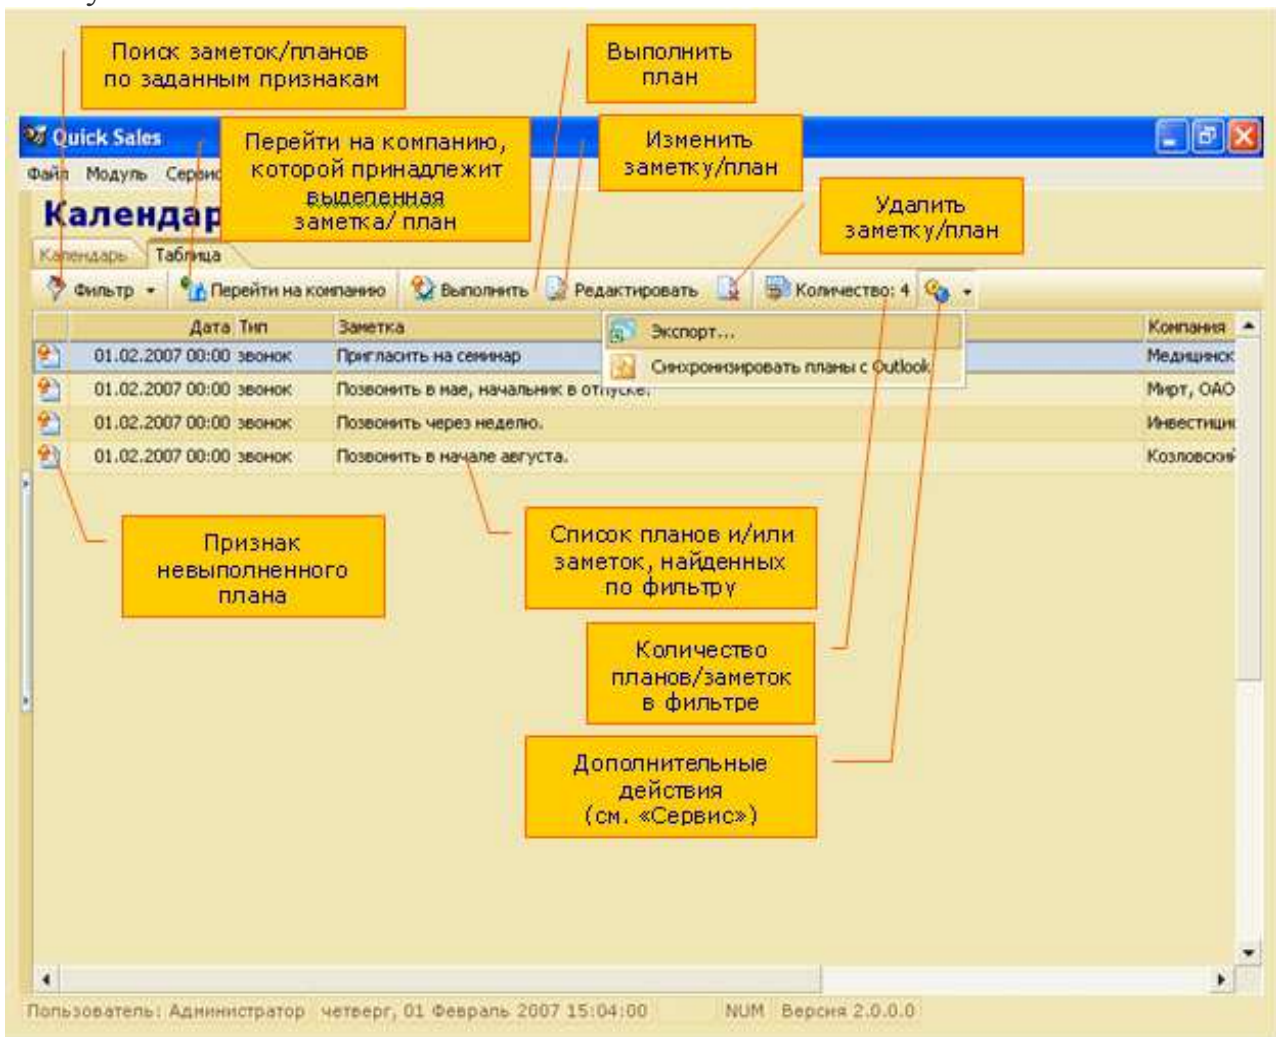 Поиск заметок/планов
по заданным признакам
Выполнить
план
Quick Sales
Перейти на компанию,
которой принадлежит
выделенная
заметка/ план
Изменить
заметку/план
Файл Модуль Сервис
Удалить
заметку/план
Календар
Календарь Таблица
Фильтр Перейти на компанию Выполнить Редактировать Количество: 4
Дата Тип Заметка Компания
Экспорт...
Синхронизировать планы с Outlook
01.02.2007 00:00 звонок Пригласить на семинар Медицинск
01.02.2007 00:00 звонок Позвонить в мае, начальник в отпуске. Мирт, ОАО
01.02.2007 00:00 звонок Позвонить через неделю. Инвестицио
01.02.2007 00:00 звонок Позвонить в начале августа. Козловский
Признак
невыполненного
плана
Список планов и/или
заметок, найденных
по фильтру
Количество
планов/заметок
в фильтре
Дополнительные
действия
(см. «Сервис»)
Пользователь: Администратор четверг, 01 Февраль 2007 15:04:00 NUM Версия 2.0.0.0